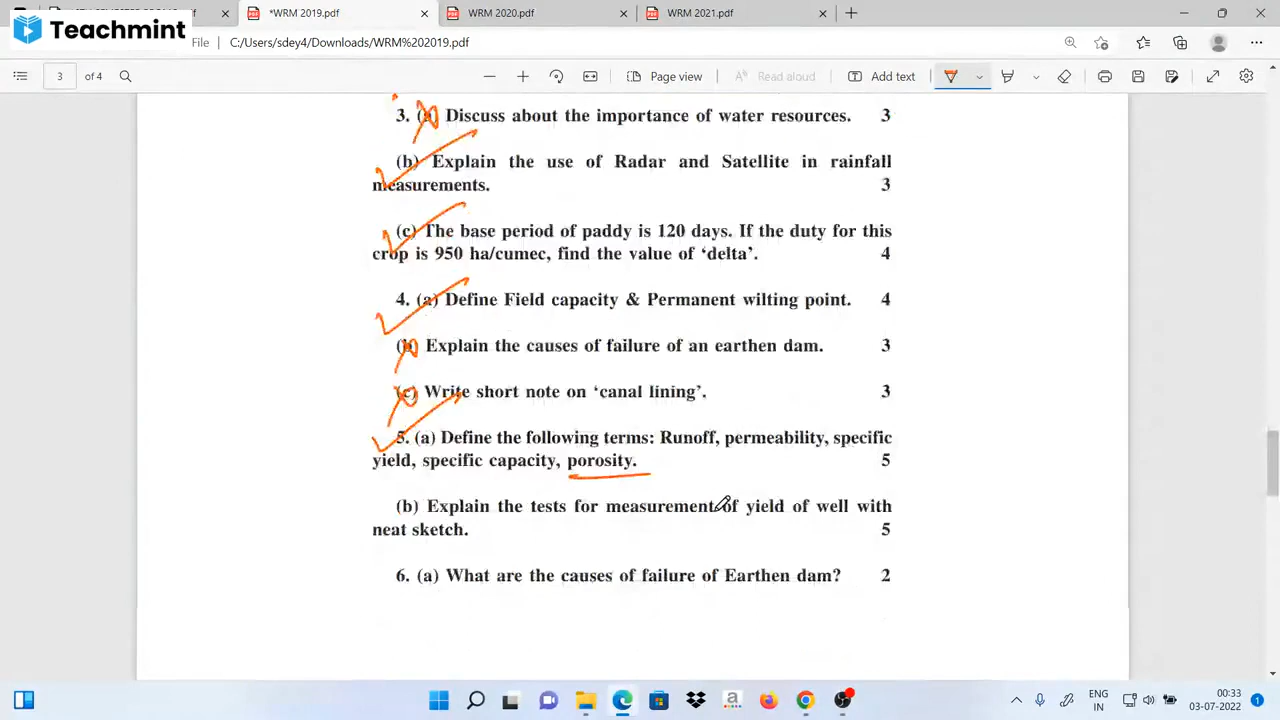 *WRM 2019.pdf
WRM 2020.pdf
WRM 2021.pdf
Teachmint
File
C:/Users/sdey4/Downloads/WRM%202019.pdf
3 of 4
Page view
Read aloud
Add text
3. (a) Discuss about the importance of water resources. 3
(b) Explain the use of Radar and Satellite in rainfall
measurements. 3
(c) The base period of paddy is 120 days. If the duty for this
crop is 950 ha/cumec, find the value of ‘delta’. 4
4. (a) Define Field capacity & Permanent wilting point. 4
(b) Explain the causes of failure of an earthen dam. 3
(c) Write short note on ‘canal lining’. 3
5. (a) Define the following terms: Runoff, permeability, specific
yield, specific capacity, porosity. 5
(b) Explain the tests for measurement of yield of well with
neat sketch. 5
6. (a) What are the causes of failure of Earthen dam? 2
ENG
IN
00:33
03-07-2022